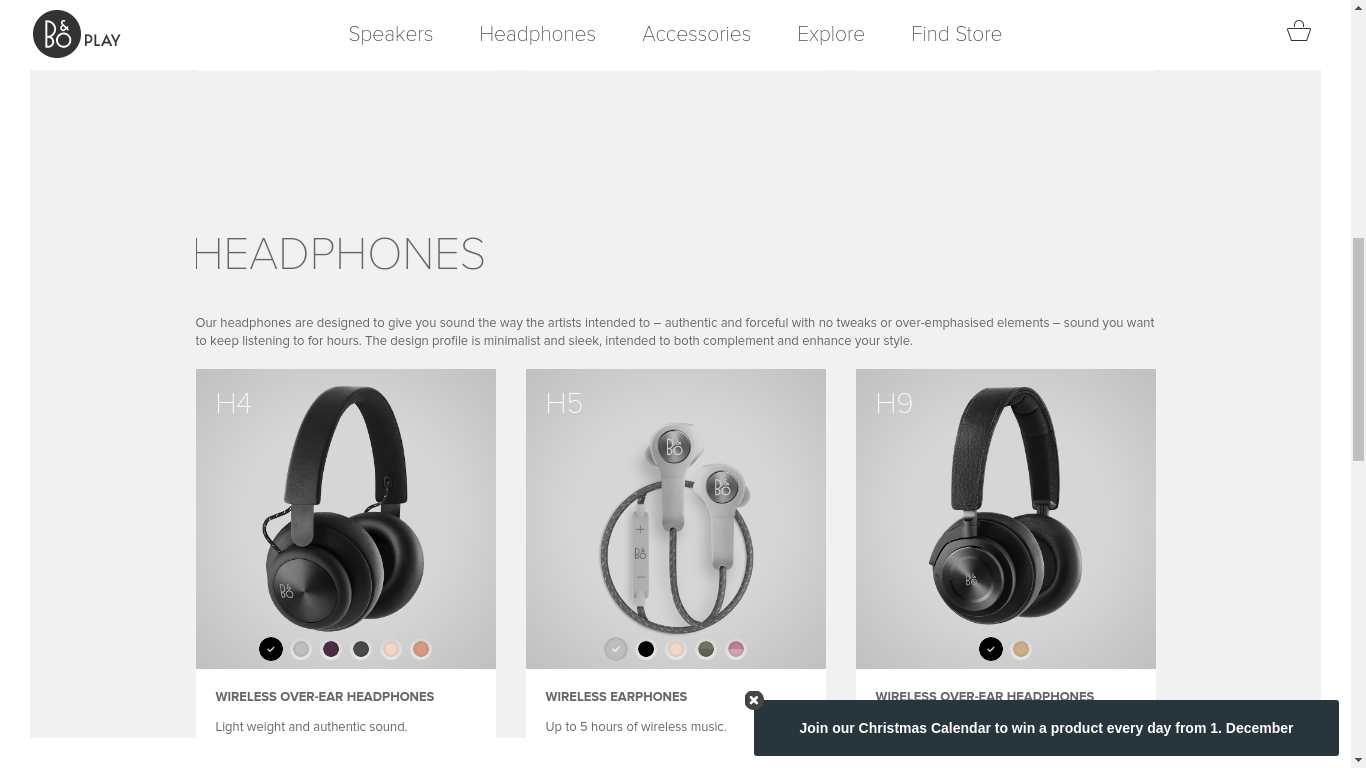 B&O PLAY
Speakers
Headphones
Accessories
Explore
Find Store
HEADPHONES
Our headphones are designed to give you sound the way the artists intended to – authentic and forceful with no tweaks or over-emphasised elements – sound you want
to keep listening to for hours. The design profile is minimalist and sleek, intended to both complement and enhance your style.
H4
B&O
WIRELESS OVER-EAR HEADPHONES
Light weight and authentic sound.
H5
B&O
B&O
B&O
WIRELESS EARPHONES
Up to 5 hours of wireless music.
H9
B&O
WIRELESS OVER-EAR HEADPHONES
Join our Christmas Calendar to win a product every day from 1. December